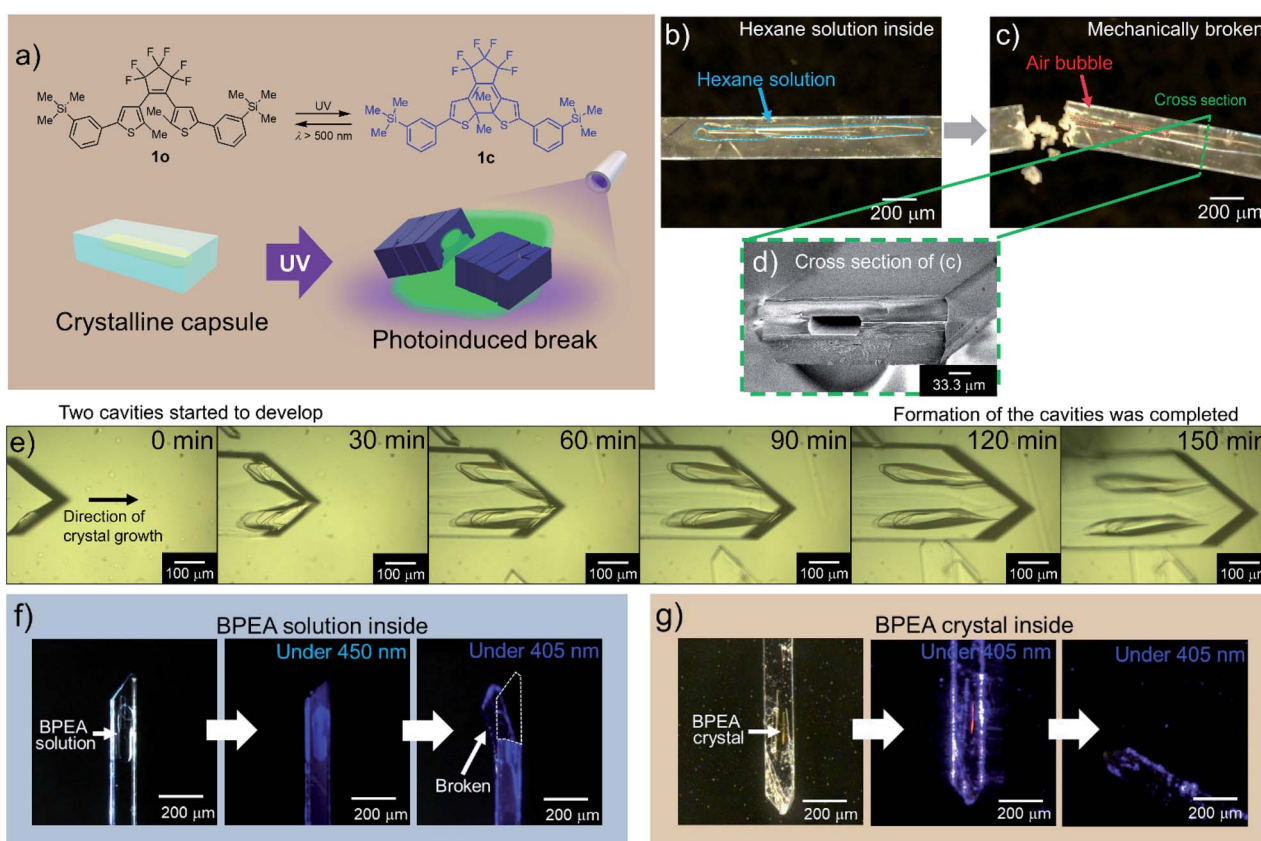 a)
F F
F F
F F
Me
Me Si
Me
Me
Me
Me Si
Me
Me
S
S
1o
UV
λ > 500 nm
F F
F F
F F
Me
Me
Me
Me Si
Me
Me
Me Si
Me
S
S
1c
Crystalline capsule
UV
Photoinduced break
b)
Hexane solution inside
Hexane solution
200 μm
c)
Mechanically broken
Air bubble
Cross section
200 μm
d) Cross section of (c)
33.3 μm
Two cavities started to develop
Formation of the cavities was completed
e)
0 min
Direction of
crystal growth
100 μm
30 min
100 μm
60 min
100 μm
90 min
100 μm
120 min
100 μm
150 min
100 μm
f)
BPEA solution inside
BPEA
solution
200 μm
Under 450 nm
200 μm
Under 405 nm
Broken
200 μm
g)
BPEA crystal inside
BPEA
crystal
200 μm
Under 405 nm
200 μm
Under 405 nm
200 μm